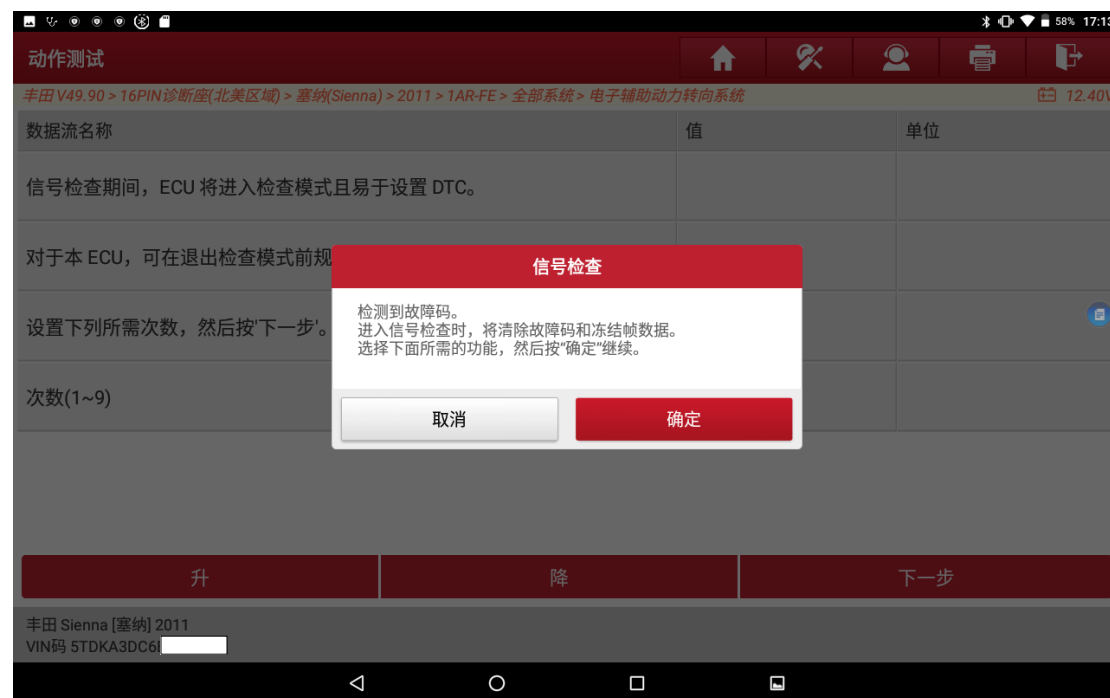 58% 17:13
动作测试
丰田 V49.90 > 16PIN诊断座(北美区域) > 塞纳(Sienna) > 2011 > 1AR-FE > 全部系统 > 电子辅助动力转向系统 12.40V
数据流名称 值 单位
信号检查期间，ECU 将进入检查模式且易于设置 DTC。
对于本 ECU，可在退出检查模式前规
设置下列所需次数，然后按'下一步'。
次数(1~9)
信号检查
检测到故障码。
进入信号检查时，将清除故障码和冻结帧数据。
选择下面所需的功能，然后按"确定"继续。
取消 确定
升 降 下一步
丰田 Sienna [塞纳] 2011
VIN码 5TDKA3DC6